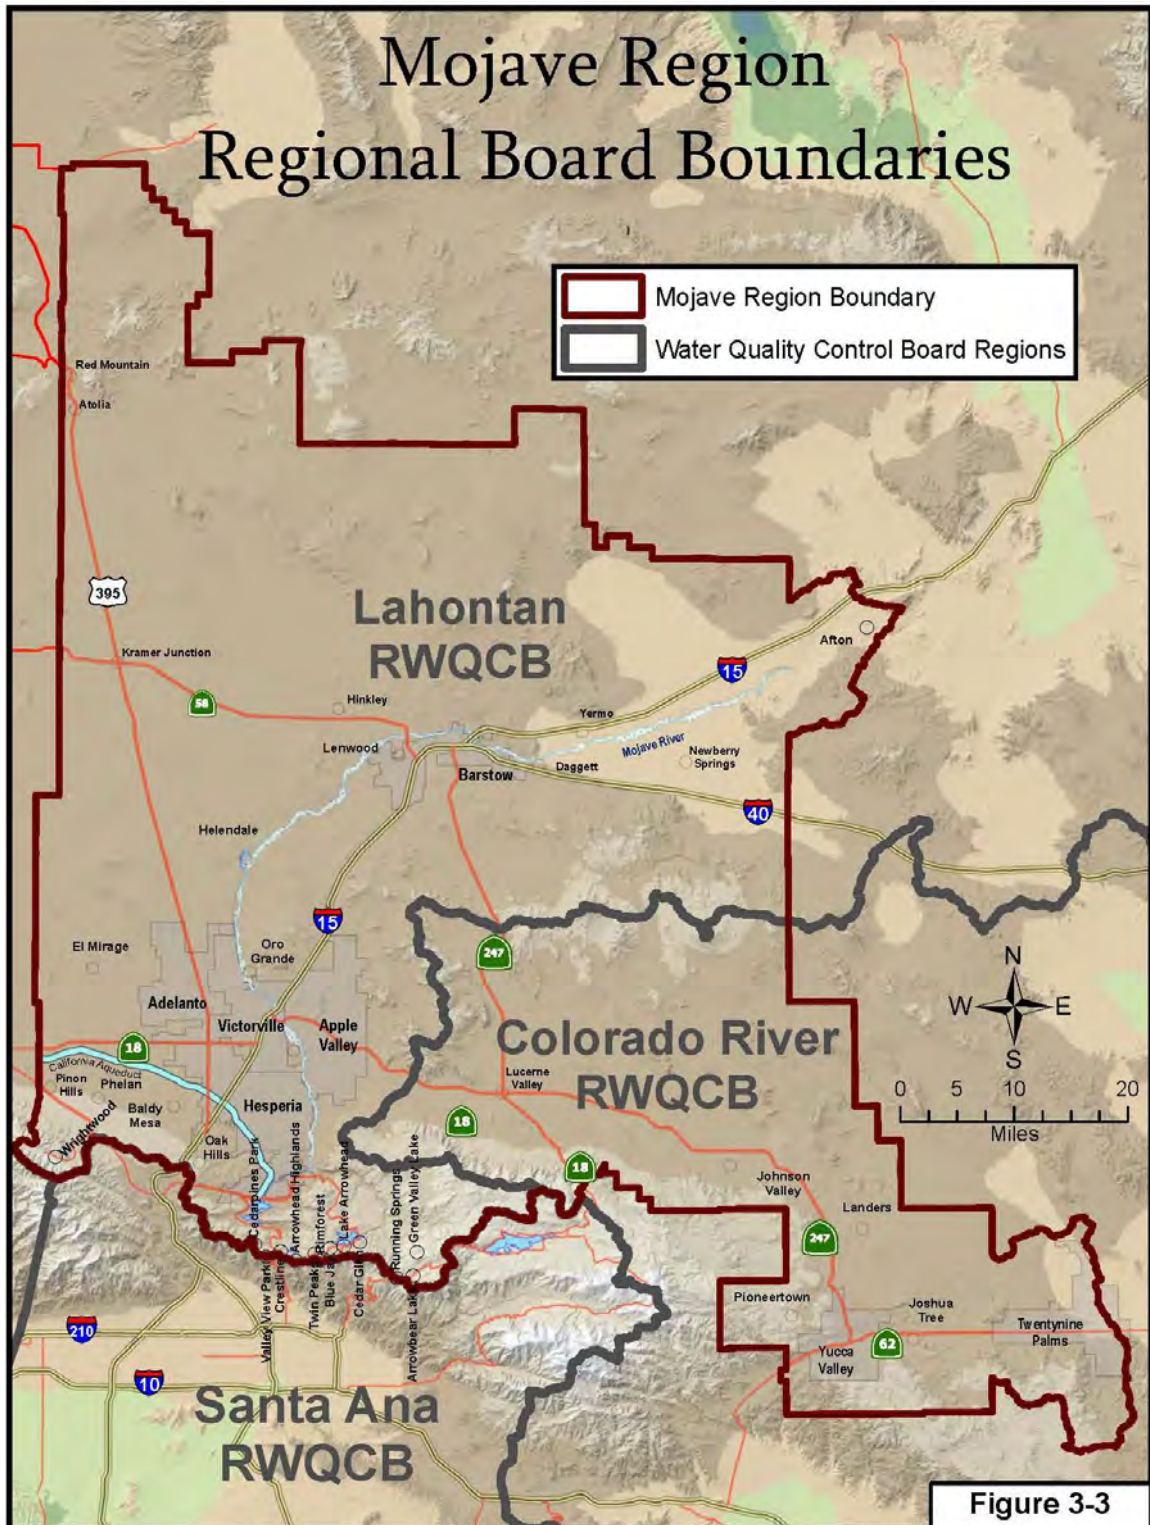 Mojave Region
Regional Board Boundaries
Mojave Region Boundary
Water Quality Control Board Regions
Red Mountain
Atolia
395
Lahontan
RWQCB
Kramer Junction
58
Hinkley
Lenwood
Barstow
Yermo
15
Afton
Mojave River
Daggett
Newberry
Springs
40
Helendale
15
El Mirage
Oro
Grande
247
Adelanto
Victorville
Apple
Valley
18
California Aqueduct
Pinon
Hills
Phelan
Baldy
Mesa
Hesperia
Wrightwood
Oak
Hills
Colorado River
RWQCB
Lucerne
Valley
18
18
N
W
E
S
0 5 10 20
Miles
Cedarpines Park
Arrowhead Highlands
Rimforest
Lake Arrowhead
Running Springs
Green Valley Lake
Valley View Park
Crestline
Twin Peaks
Blue Jay
Cedar Glen
Arrowbear Lake
Johnson
Valley
Landers
247
Pioneertown
Joshua
Tree
Twentynine
Palms
62
Yucca
Valley
210
10
Santa Ana
RWQCB
Figure 3-3